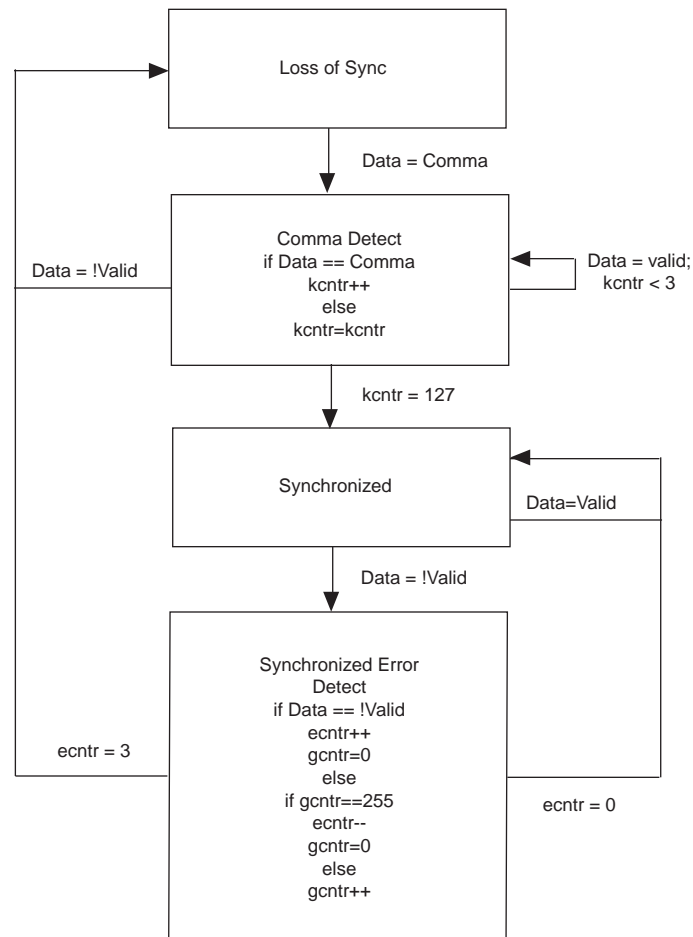 Loss of Sync
Data = Comma
Comma Detect
if Data == Comma
kcntr++
else
kcntr=kcntr
Data = !Valid
Data = valid;
kcntr < 3
kcntr = 127
Synchronized
Data=Valid
Data = !Valid
Synchronized Error
Detect
if Data == !Valid
ecntr++
gcntr=0
else
if gcntr==255
ecntr--
gcntr=0
else
gcntr++
ecntr = 3
ecntr = 0